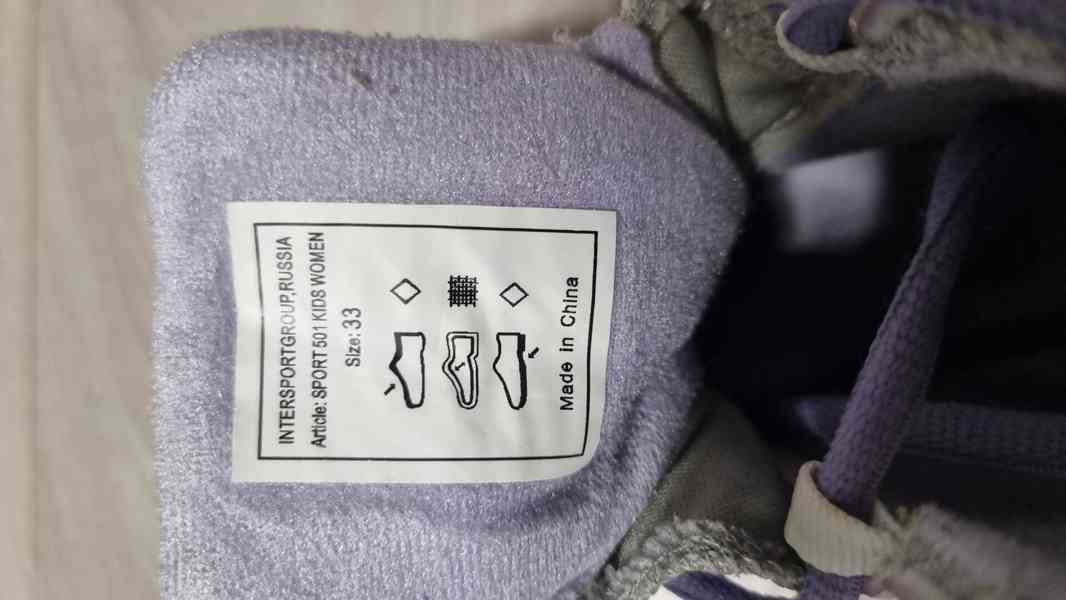 INTERSPORTGROUP,RUSSIA
Article: SPORT 501 KIDS WOMEN
Size: 33
Made in China